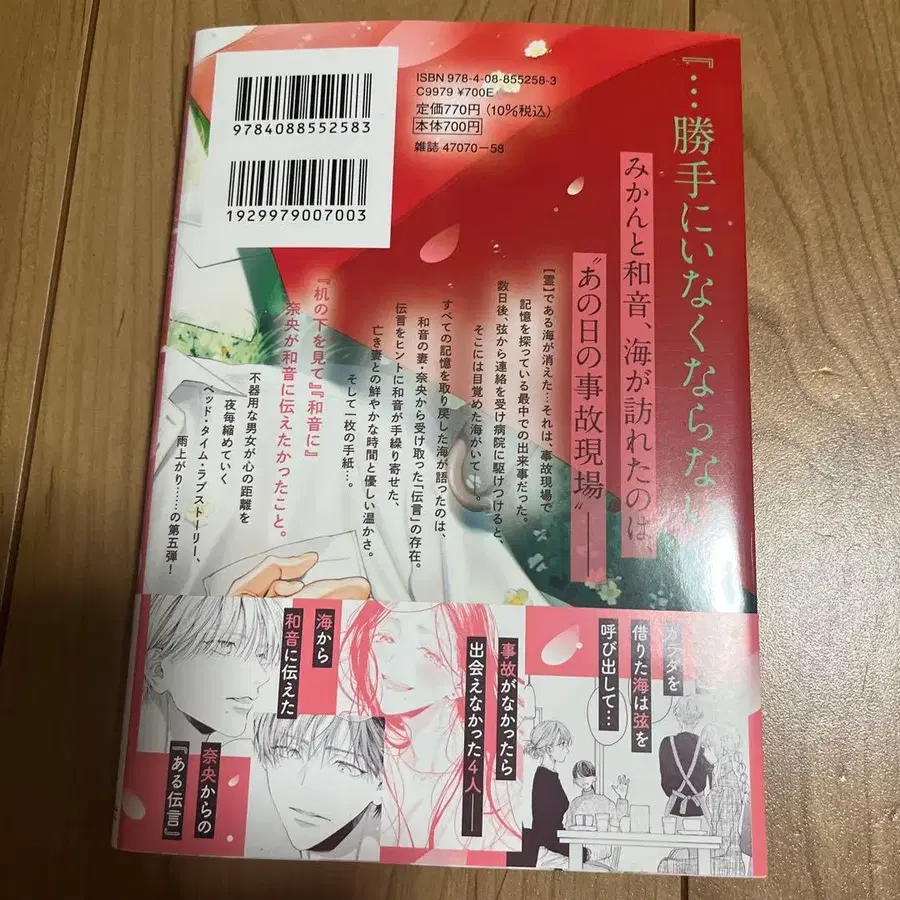 ISBN 978-4-08-855258-3
C9979 ¥700E
定価770円(10%税込)
本体700円
雑誌 47070-58
9784088552583
1929979007003
『…勝手にいなくならない
みかんと和音、海が訪れたのは、
"あの日の事故現場"――
【霊】である海が消えた…それは、事故現場で
記憶を探っている最中での出来事だった。
数日後、弦から連絡を受け病院に駆けつけると、
そこには目覚めた海がいて――。
すべての記憶を取り戻した海が語ったのは、
和音の妻・奈央から受け取った「伝言」の存在。
伝言をヒントに和音が手繰り寄せた、
亡き妻との鮮やかな時間と優しい温かさ。
そして一枚の手紙…。
『机の下を見て』『和音に』
奈央が和音に伝えたかったこと。
不器用な男女が心の距離を
夜毎縮めていく
ベッド・タイム・ラブストーリー、
雨上がり……の第五弾!
カラダを
借りた海は弦を
呼び出して…
事故がなかったら
出会えなかった4人――
海から
和音に伝えた
奈央からの
『ある伝言』